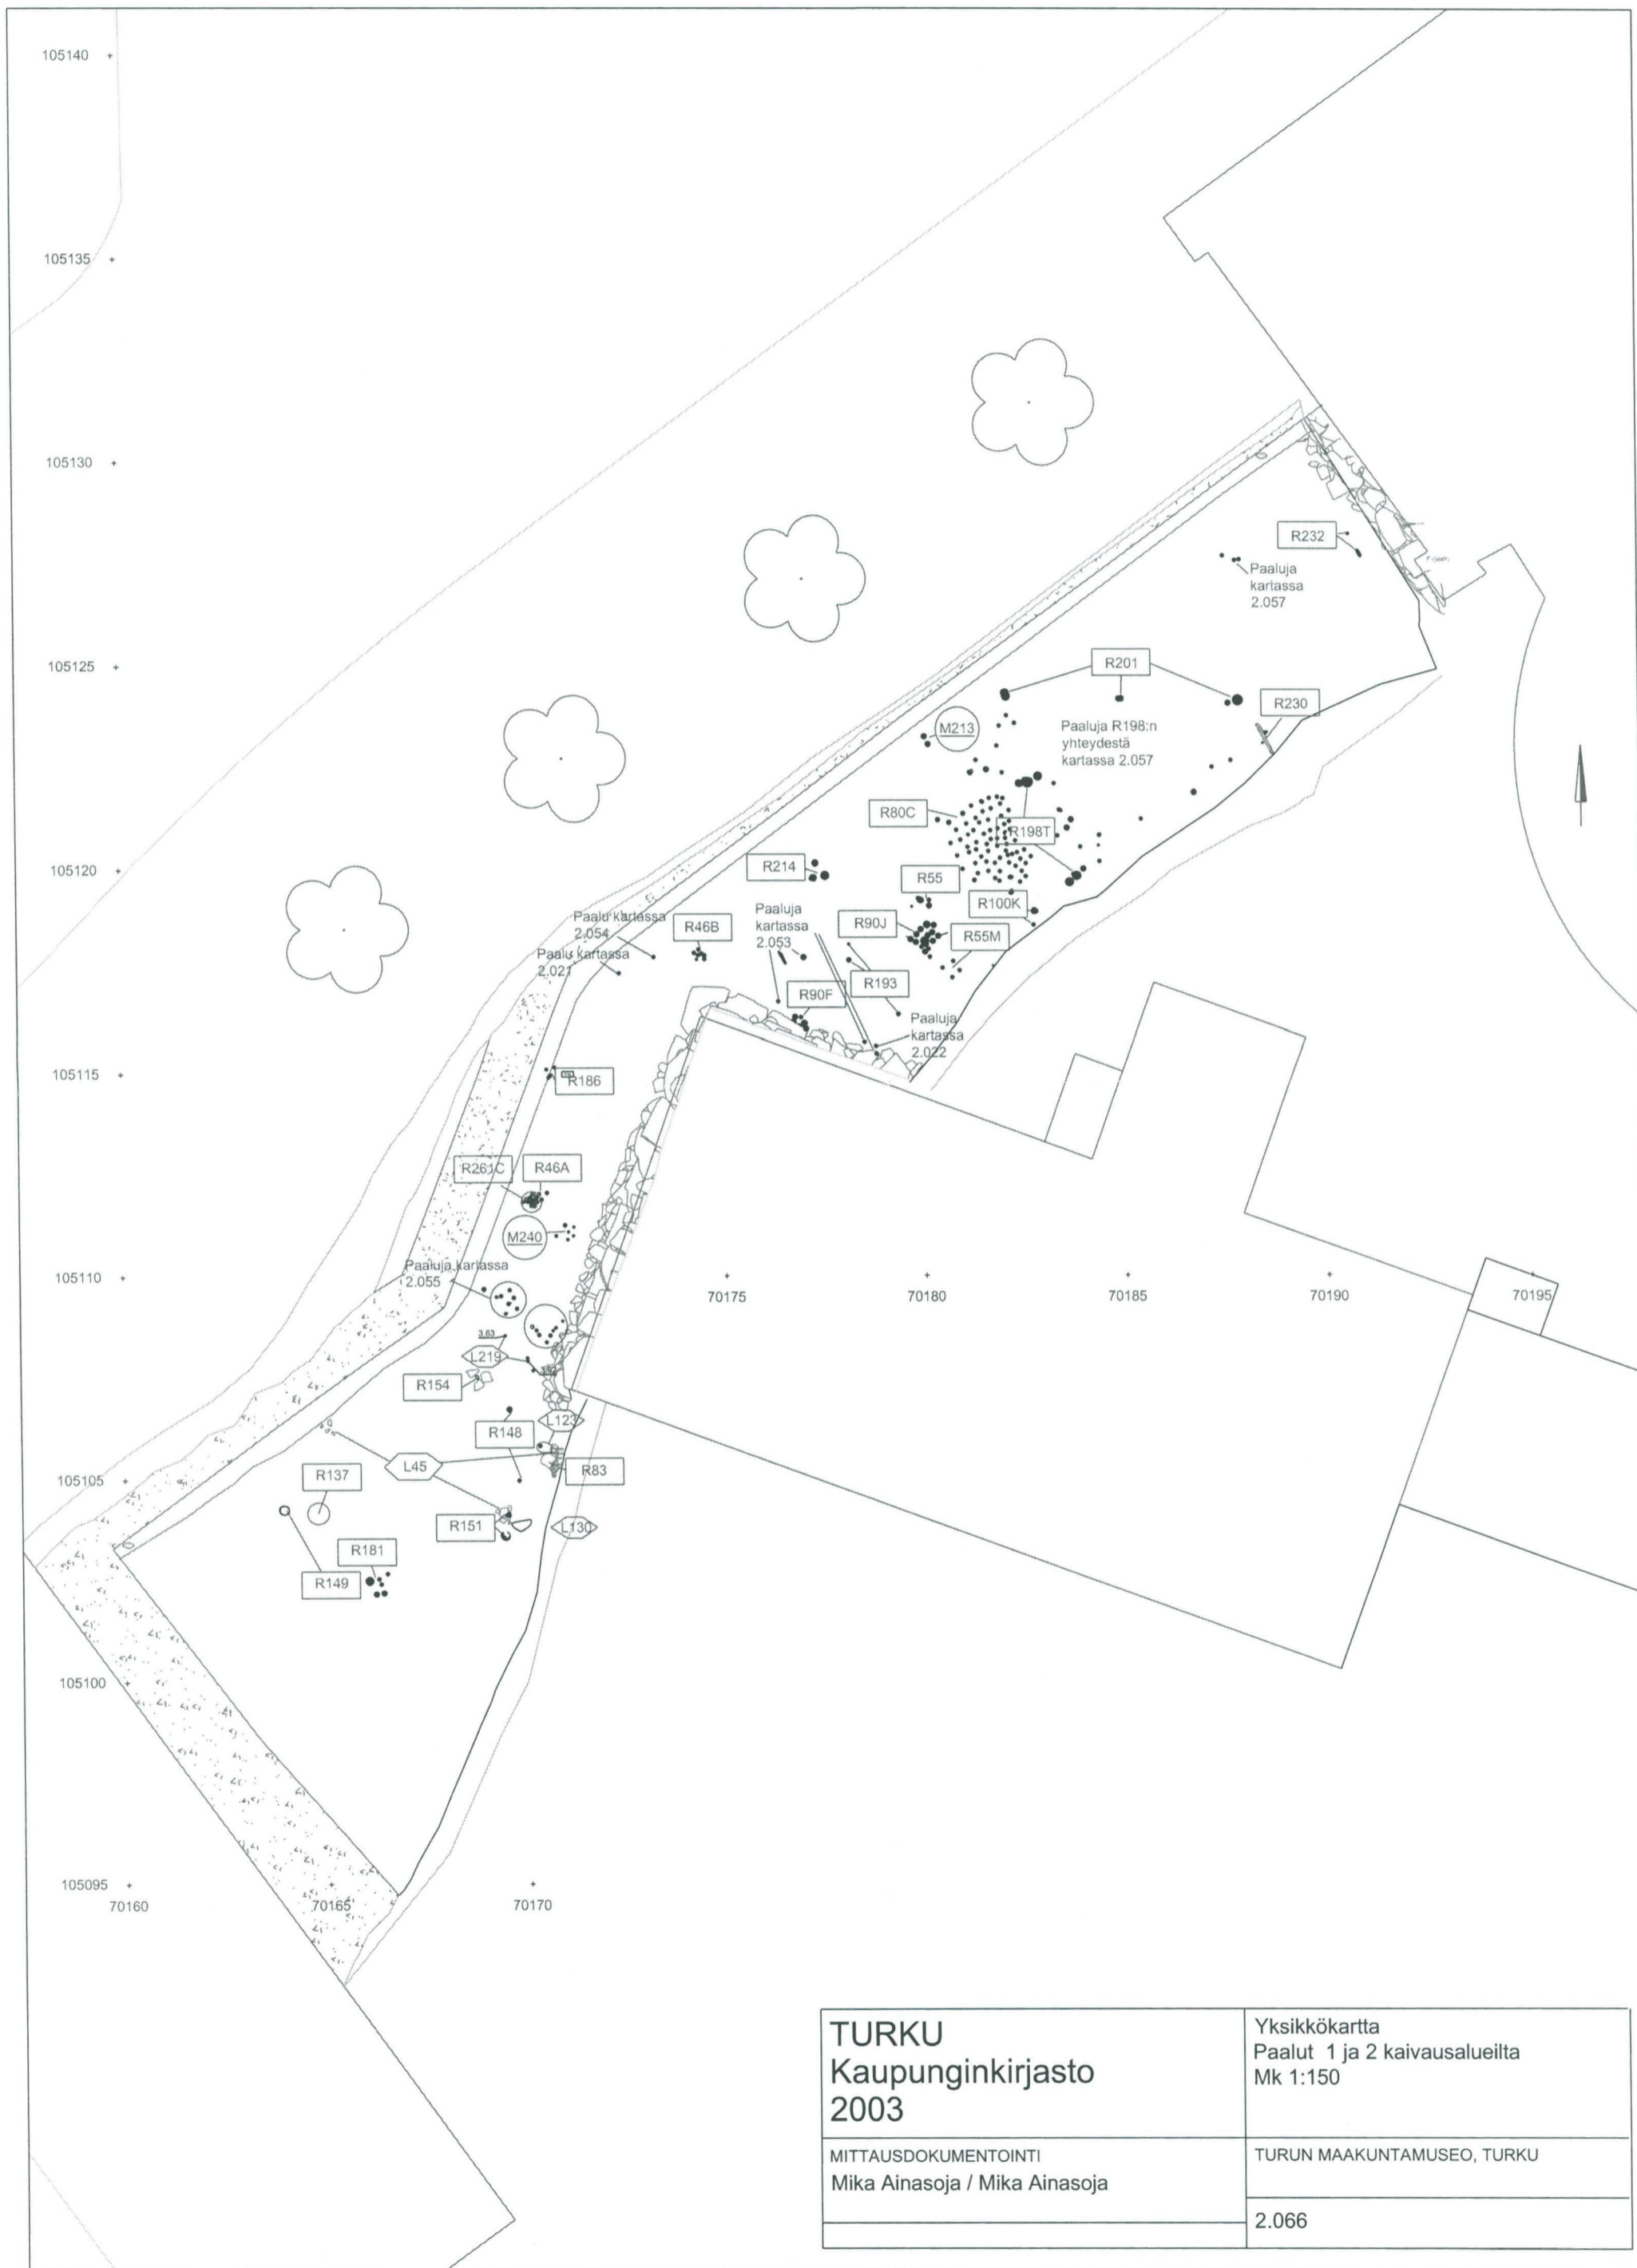 105140
105135
105130
R232
Paaluja
kartassa
2.057
105125
R201
R230
M213
Paaluja R198:n
yhteydestä
kartassa 2.057
R80C
R198T
105120
R214
R55
R100K
Paalu kartassa
2.054
R46B
Paaluja
kartassa
2.053
R90J
R55M
Paalu kartassa
2.021
R193
R90F
Paaluja
kartassa
2.022
105115
R186
R261C
R46A
M240
Paaluja kartassa
2.055
105110
70175
70180
70185
70190
70195
3.63
L219
R154
L123
R148
L45
R83
105105
R137
R151
L130
R181
R149
105100
105095
70160
70165
70170
TURKU
Kaupunginkirjasto
2003
Yksikkökartta
Paalut 1 ja 2 kaivausalueilta
Mk 1:150
MITTAUSDOKUMENTOINTI
Mika Ainasoja / Mika Ainasoja
TURUN MAAKUNTAMUSEO, TURKU
2.066